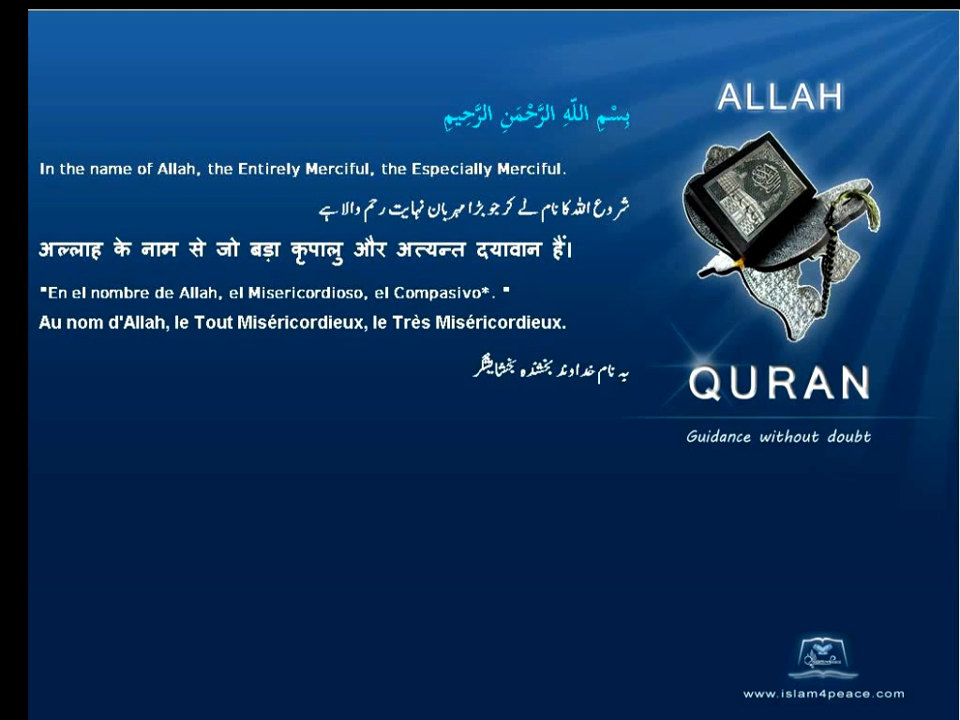 بِسْمِ اللّهِ الرَّحْمَنِ الرَّحِيمِ
In the name of Allah, the Entirely Merciful, the Especially Merciful.
شروع اللہ کا نام لے کر جو بڑا مہربان نہایت رحم والا ہے
अल्लाह के नाम से जो बड़ा कृपालु और अत्यन्त दयावान हैं।
"En el nombre de Allah, el Misericordioso, el Compasivo*. "
Au nom d'Allah, le Tout Miséricordieux, le Très Miséricordieux.
به نام خداوند بخشنده بخشایشگر
ALLAH
QURAN
Guidance without doubt
www.islam4peace.com